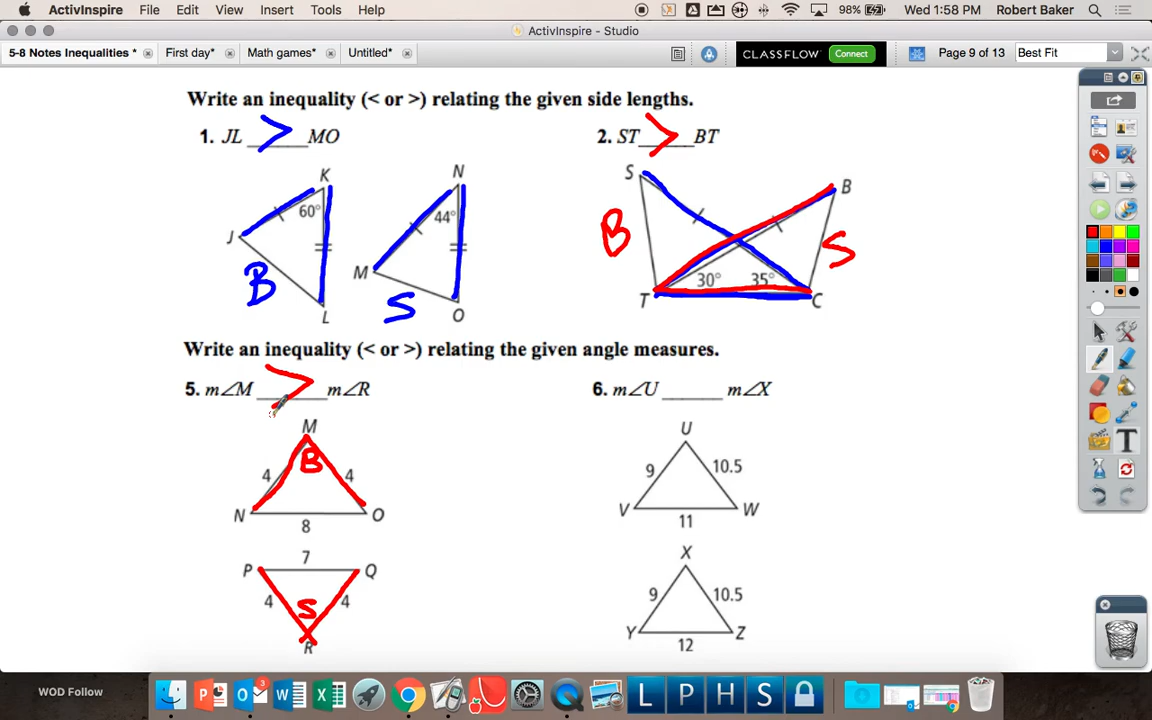 ActivInspire File Edit View Insert Tools Help 98% Wed 1:58 PM Robert Baker
ActivInspire - Studio
5-8 Notes Inequalities * First day* Math games* Untitled* CLASSFLOW Connect Page 9 of 13 Best Fit
Write an inequality (< or >) relating the given side lengths.
1. JL > MO
2. ST > BT
K
60°
J
L
B
N
44°
M
O
S
S
B
B
S
30° 35°
T
C
Write an inequality (< or >) relating the given angle measures.
5. m∠M > m∠R
6. m∠U ______ m∠X
M
B
4 4
N O
8
U
9 10.5
V W
11
7
P Q
4 S 4
R
X
9 10.5
Y Z
12
T
WOD Follow
3
P W X L P H S